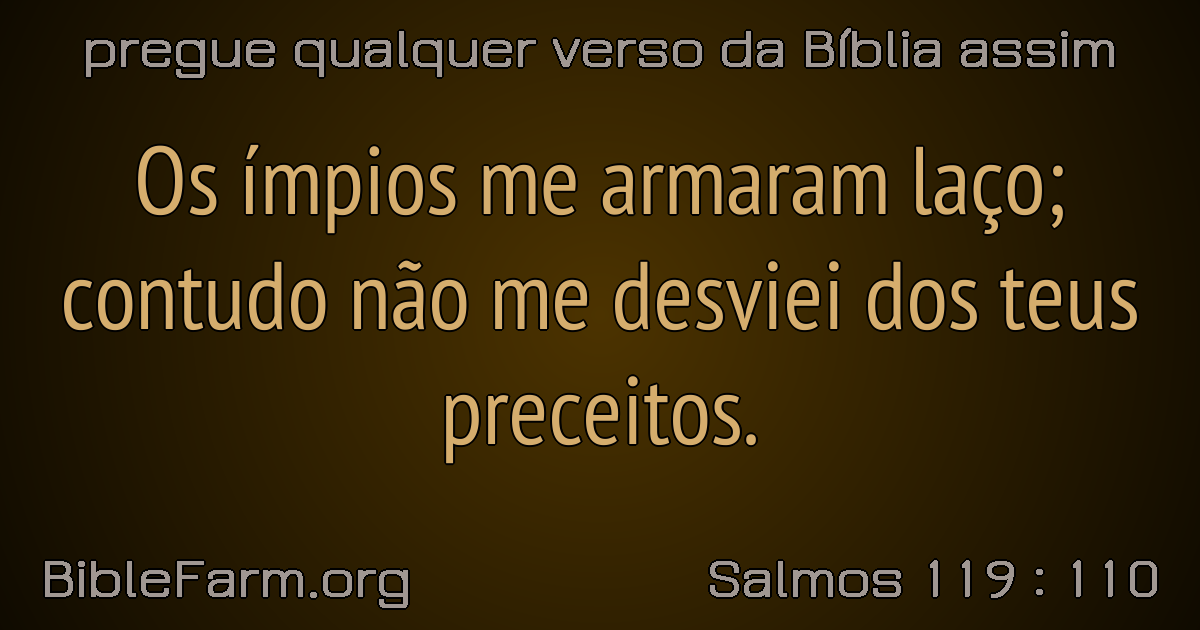 pregue qualquer verso da Bíblia assim
Os ímpios me armaram laço;
contudo não me desviei dos teus
preceitos.
BibleFarm.org
Salmos 119 : 110